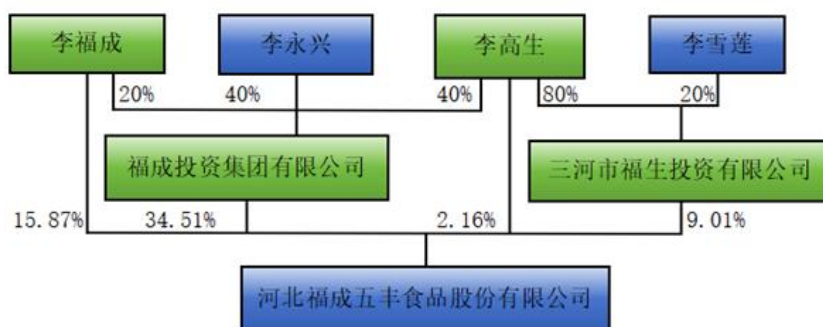 李福成
李永兴
李高生
李雪莲
20%
40%
40%
80%
20%
福成投资集团有限公司
三河市福生投资有限公司
15.87%
34.51%
2.16%
9.01%
河北福成五丰食品股份有限公司